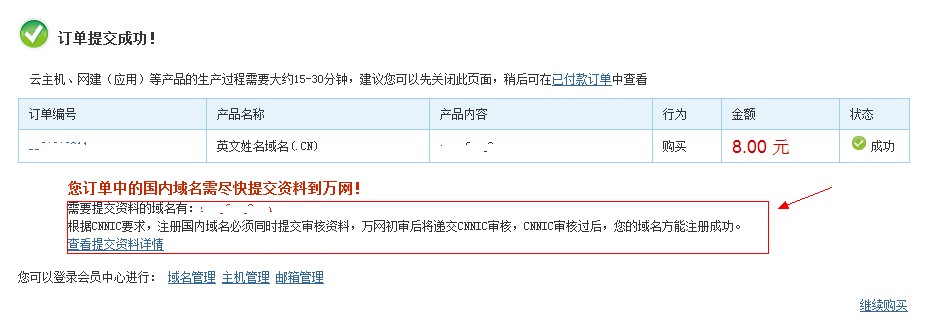 订单提交成功！
云主机、网建（应用）等产品的生产过程需要大约15-30分钟，建议您可以先关闭此页面，稍后可在已付款订单中查看
订单编号 产品名称 产品内容 行为 金额 状态
英文姓名域名(.CN) 购买 8.00 元 成功
您订单中的国内域名需尽快提交资料到万网！
需要提交资料的域名有：
根据CNNIC要求，注册国内域名必须同时提交审核资料，万网初审后将递交CNNIC审核，CNNIC审核过后，您的域名方能注册成功。
查看提交资料详情
您可以登录会员中心进行： 域名管理 主机管理 邮箱管理
继续购买